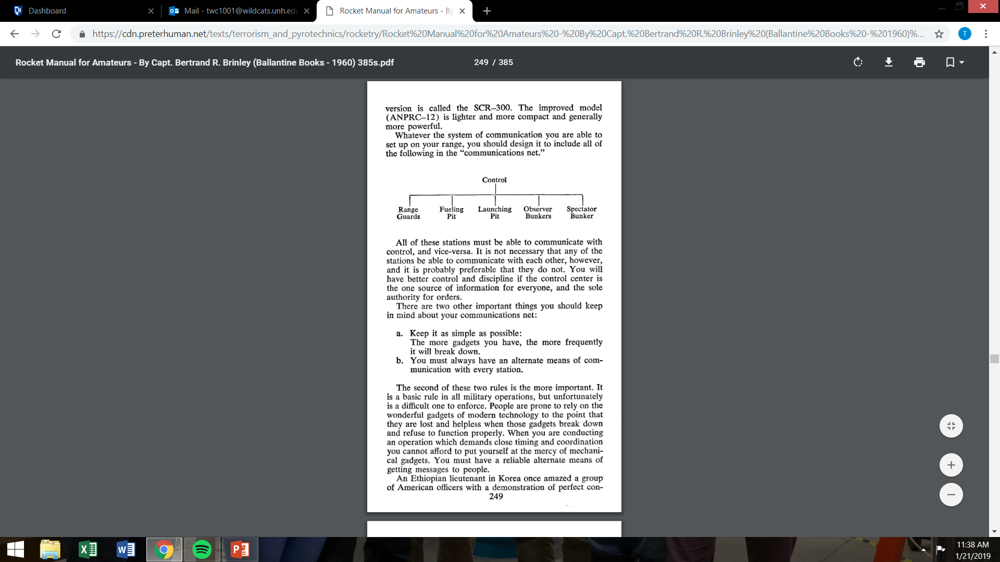 Dashboard
Mail - twc1001@wildcats.unh.ed
Rocket Manual for Amateurs - By
https://cdn.preterhuman.net/texts/terrorism_and_pyrotechnics/rocketry/Rocket%20Manual%20for%20Amateurs%20-%20By%20Capt.%20Bertrand%20R.%20Brinley%20(Ballantine%20Books%20-%201960)%...
T
Rocket Manual for Amateurs - By Capt. Bertrand R. Brinley (Ballantine Books - 1960) 385s.pdf
249 / 385
version is called the SCR–300. The improved model
(ANPRC–12) is lighter and more compact and generally
more powerful.
Whatever the system of communication you are able to
set up on your range, you should design it to include all of
the following in the “communications net.”
Control
Range Guards
Fueling Pit
Launching Pit
Observer Bunkers
Spectator Bunker
All of these stations must be able to communicate with
control, and vice-versa. It is not necessary that any of the
stations be able to communicate with each other, however,
and it is probably preferable that they do not. You will
have better control and discipline if the control center is
the one source of information for everyone, and the sole
authority for orders.
There are two other important things you should keep
in mind about your communications net:
a. Keep it as simple as possible:
The more gadgets you have, the more frequently
it will break down.
b. You must always have an alternate means of com-
munication with every station.
The second of these two rules is the more important. It
is a basic rule in all military operations, but unfortunately
is a difficult one to enforce. People are prone to rely on the
wonderful gadgets of modern technology to the point that
they are lost and helpless when those gadgets break down
and refuse to function properly. When you are conducting
an operation which demands close timing and coordination
you cannot afford to put yourself at the mercy of mechani-
cal gadgets. You must have a reliable alternate means of
getting messages to people.
An Ethiopian lieutenant in Korea once amazed a group
of American officers with a demonstration of perfect con-
249
11:38 AM
1/21/2019